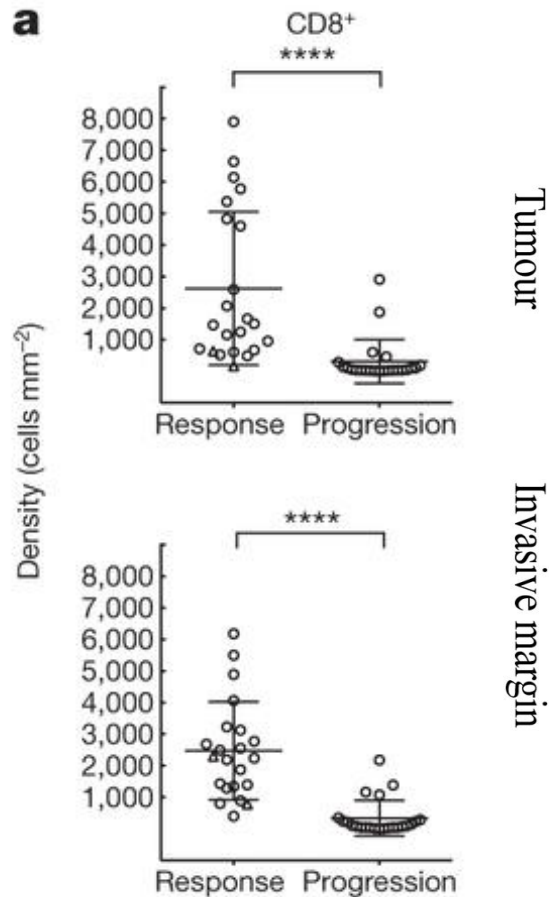 a
CD8⁺
****
8,000
7,000
6,000
5,000
4,000
3,000
2,000
1,000
Response Progression
Tumour
Density (cells mm⁻²)
****
8,000
7,000
6,000
5,000
4,000
3,000
2,000
1,000
Response Progression
Invasive margin